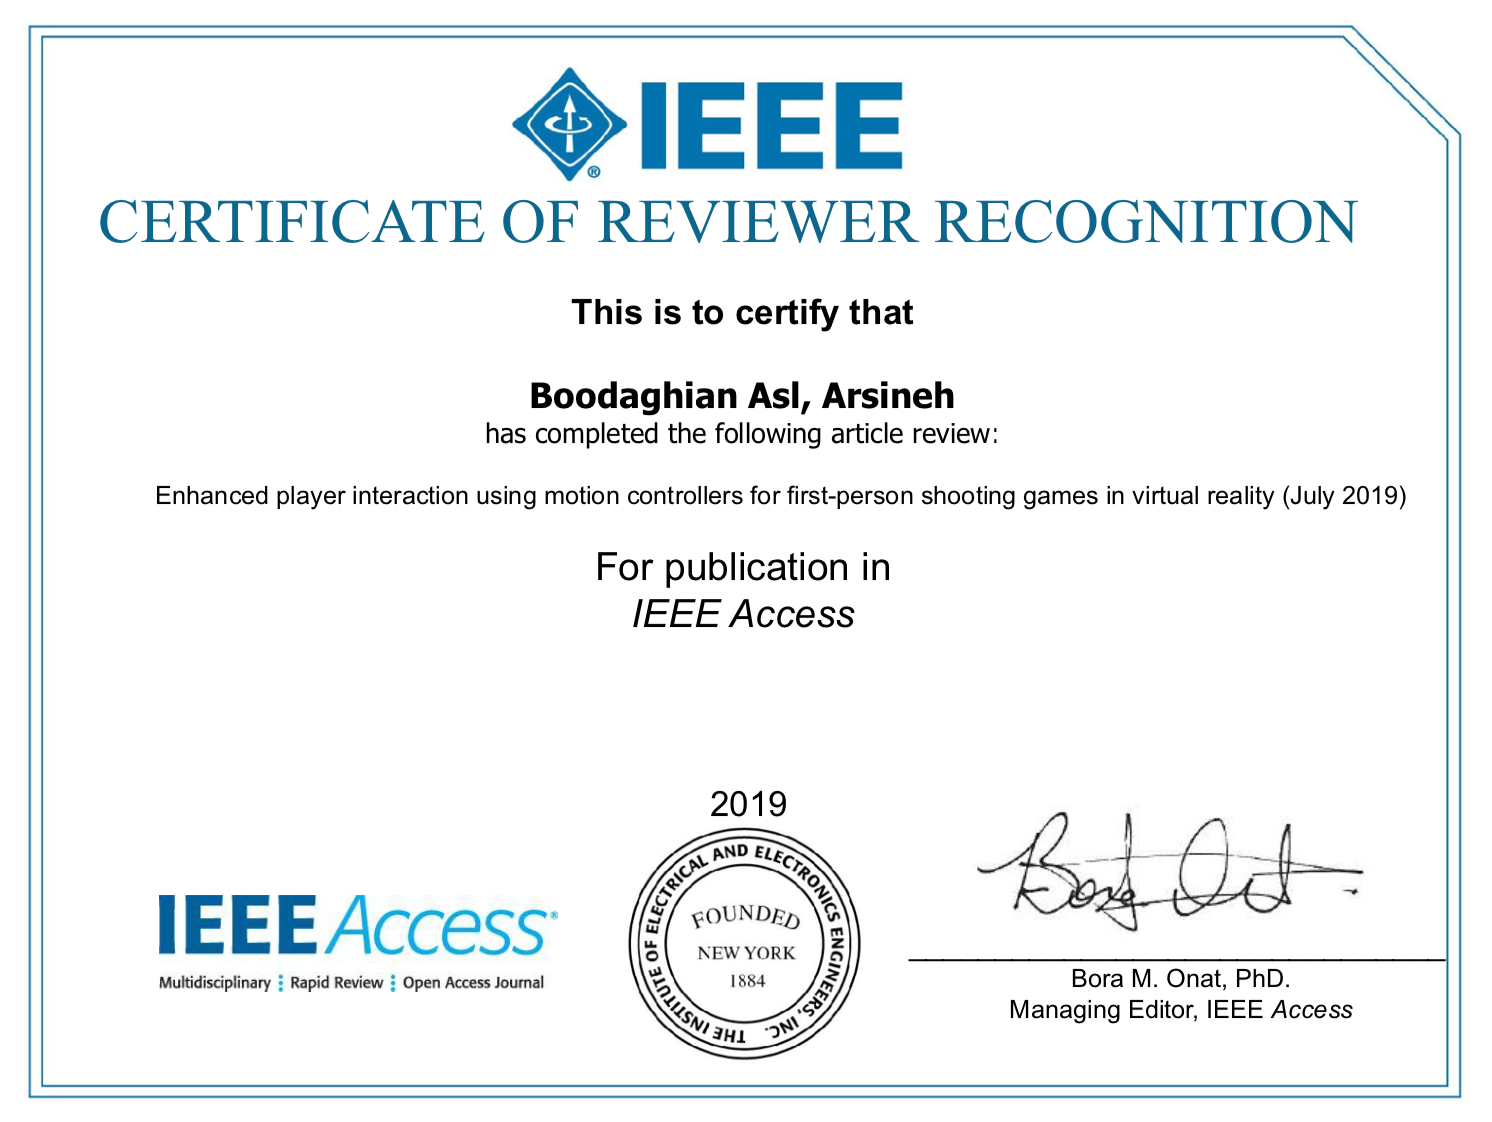 IEEE
®
CERTIFICATE OF REVIEWER RECOGNITION
This is to certify that
Boodaghian Asl, Arsineh
has completed the following article review:
Enhanced player interaction using motion controllers for first-person shooting games in virtual reality (July 2019)
For publication in
IEEE Access
2019
IEEE Access®
Multidisciplinary ⋮ Rapid Review ⋮ Open Access Journal
THE INSTITUTE OF ELECTRICAL AND ELECTRONICS ENGINEERS, INC.
FOUNDED
NEW YORK
1884
Bora Onat
Bora M. Onat, PhD.
Managing Editor, IEEE Access